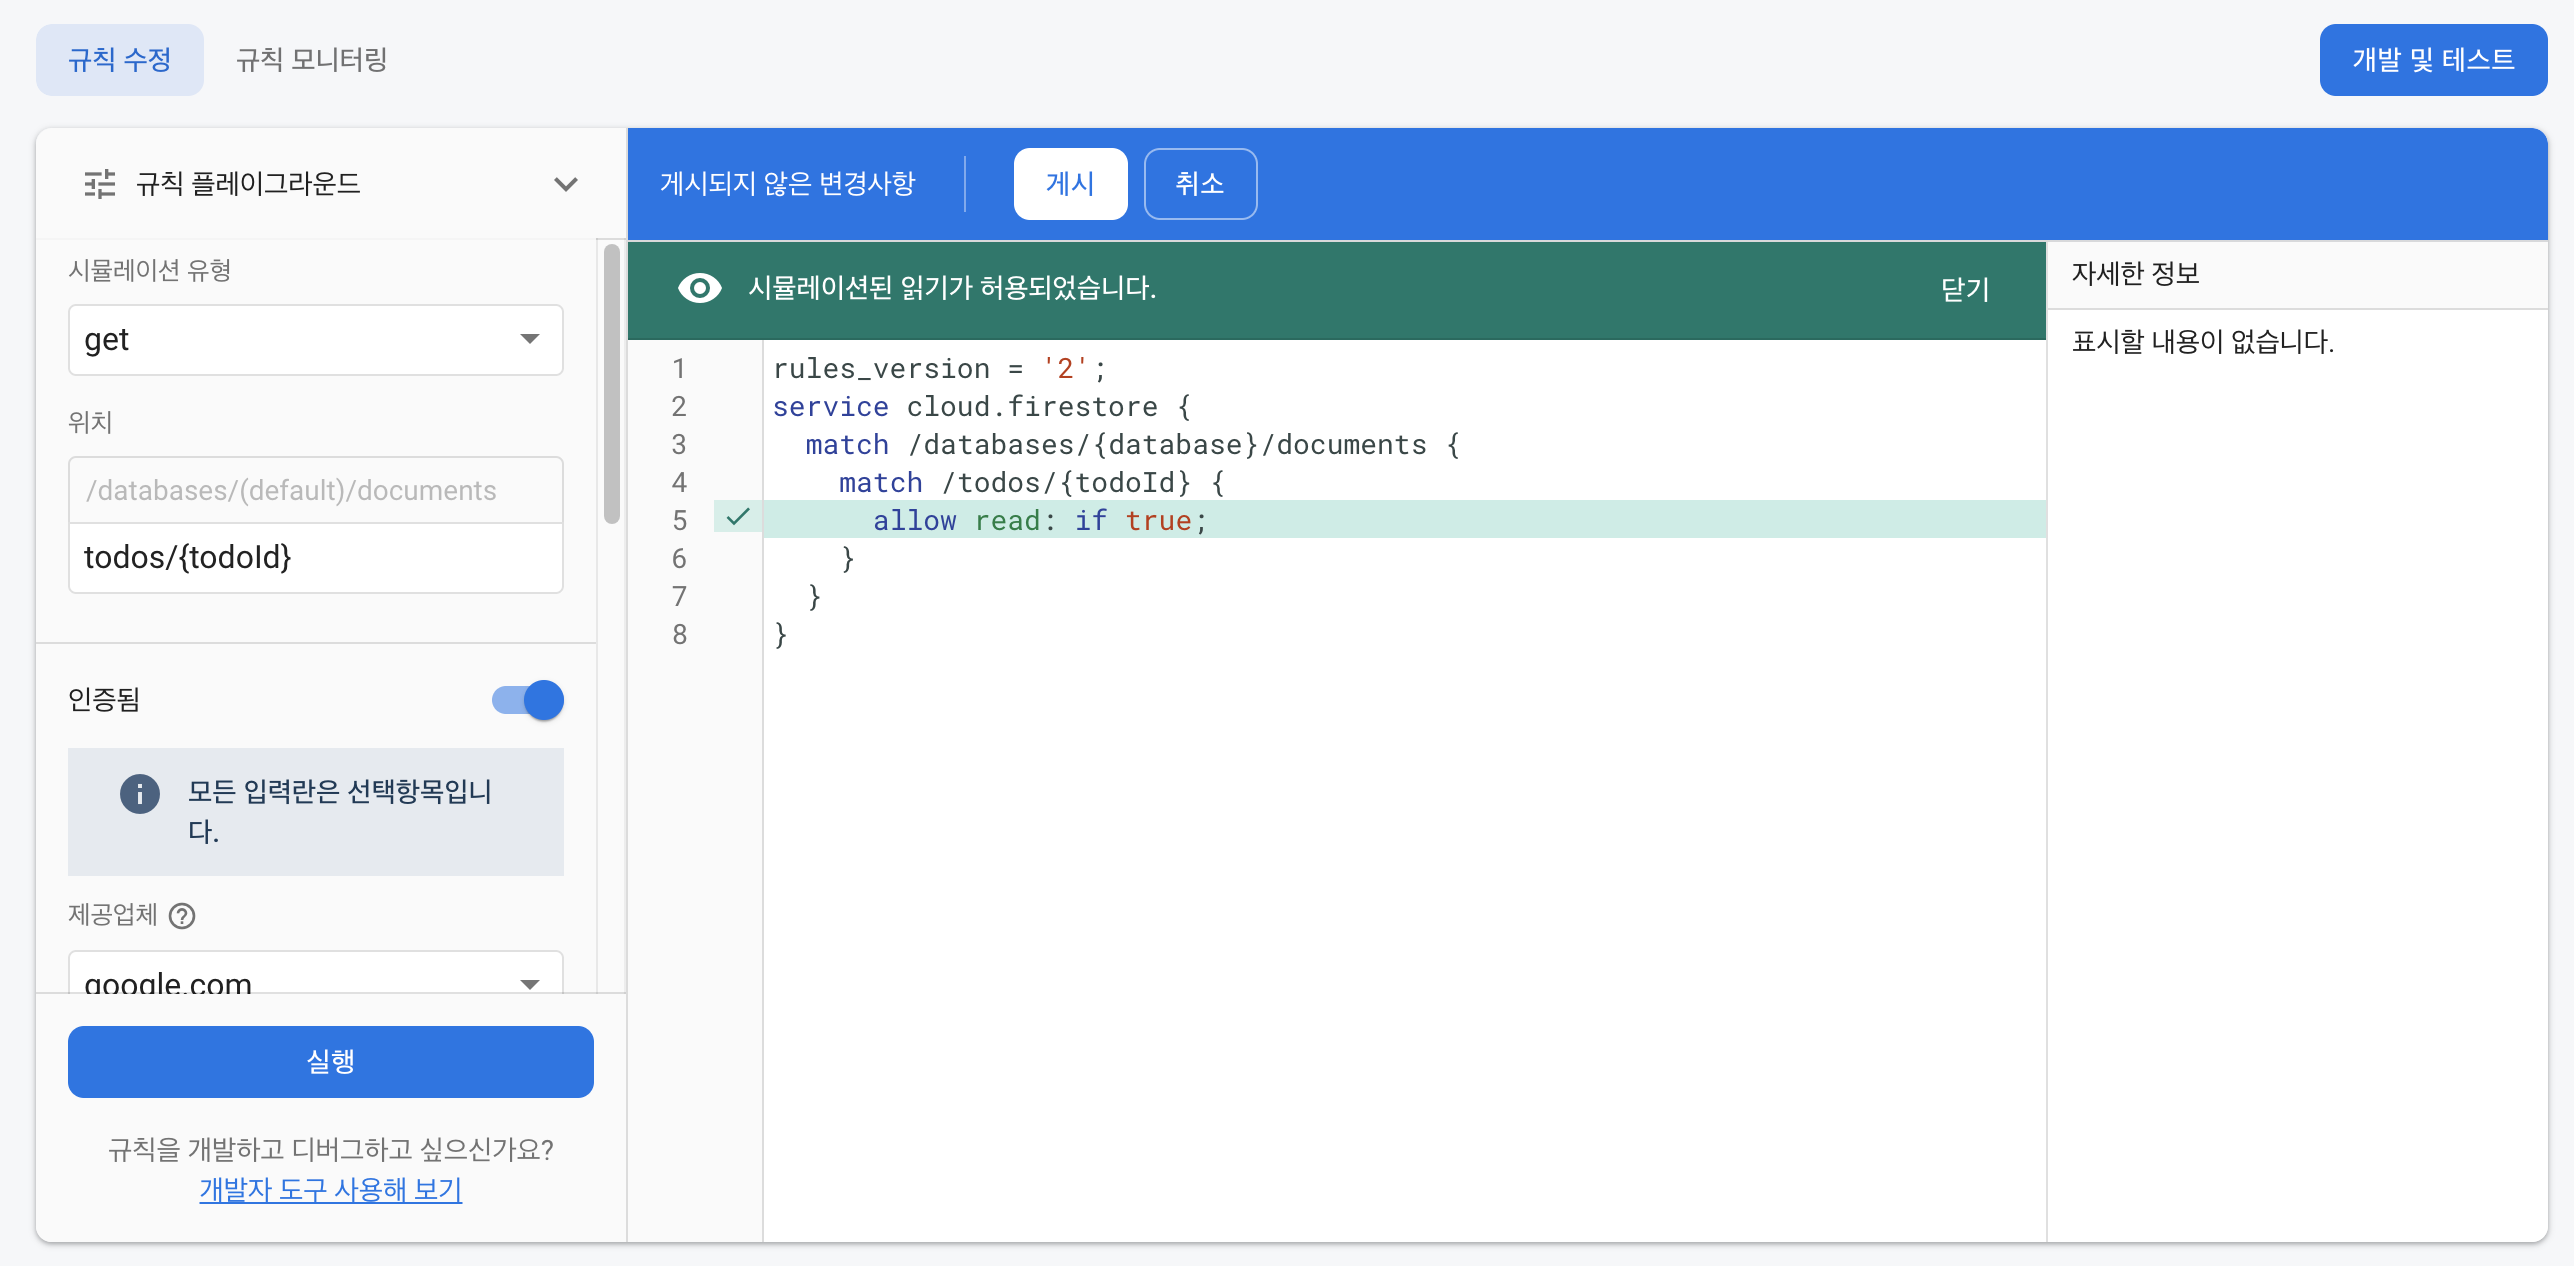 규칙 수정
규칙 모니터링
개발 및 테스트
규칙 플레이그라운드
게시되지 않은 변경사항
게시
취소
시뮬레이션 유형
get
위치
/databases/(default)/documents
todos/{todoId}
인증됨
모든 입력란은 선택항목입니
다.
제공업체
google.com
실행
규칙을 개발하고 디버그하고 싶으신가요?
개발자 도구 사용해 보기
시뮬레이션된 읽기가 허용되었습니다.
닫기
1 rules_version = '2';
2 service cloud.firestore {
3   match /databases/{database}/documents {
4     match /todos/{todoId} {
5       allow read: if true;
6     }
7   }
8 }
자세한 정보
표시할 내용이 없습니다.